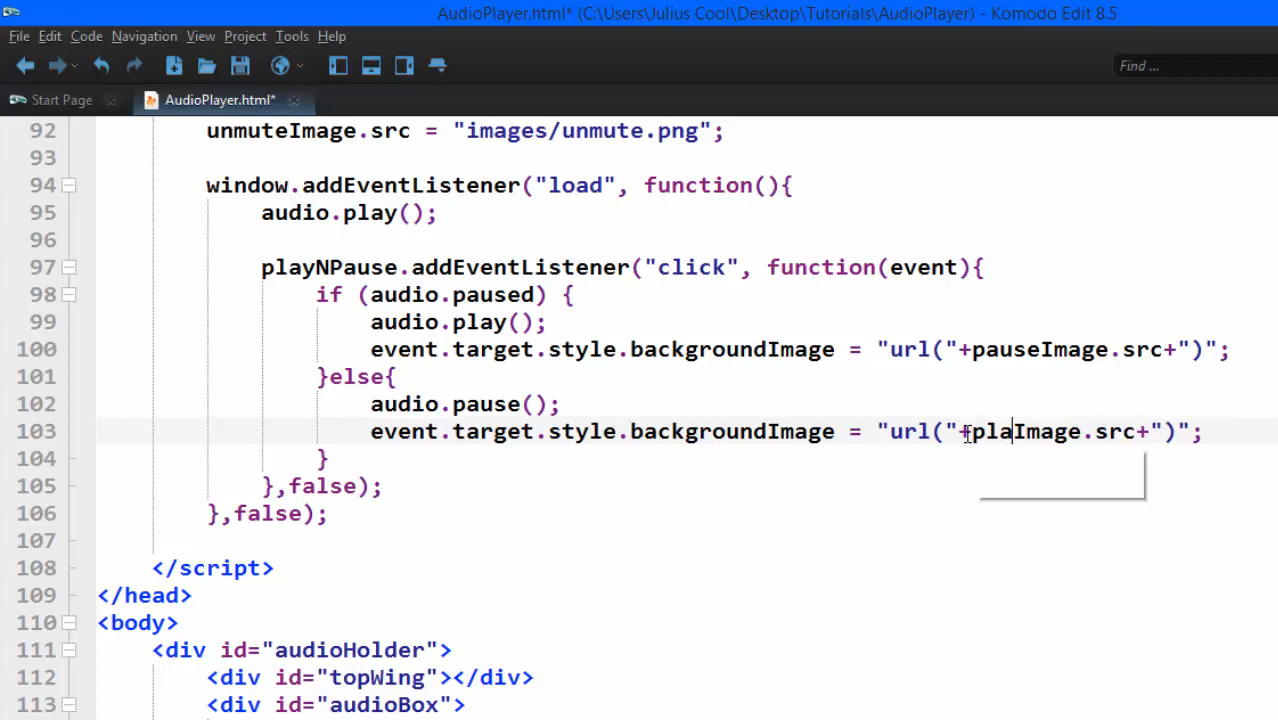 AudioPlayer.html* (C:\Users\Julius Cool\Desktop\Tutorials\AudioPlayer) - Komodo Edit 8.5
File Edit Code Navigation View Project Tools Help
Find ...
Start Page AudioPlayer.html*
92 unmuteImage.src = "images/unmute.png";
93
94 window.addEventListener("load", function(){
95 audio.play();
96
97 playNPause.addEventListener("click", function(event){
98 if (audio.paused) {
99 audio.play();
100 event.target.style.backgroundImage = "url("+pauseImage.src+")";
101 }else{
102 audio.pause();
103 event.target.style.backgroundImage = "url("+plaImage.src+")";
104 }
105 },false);
106 },false);
107
108 </script>
109 </head>
110 <body>
111 <div id="audioHolder">
112 <div id="topWing"></div>
113 <div id="audioBox">